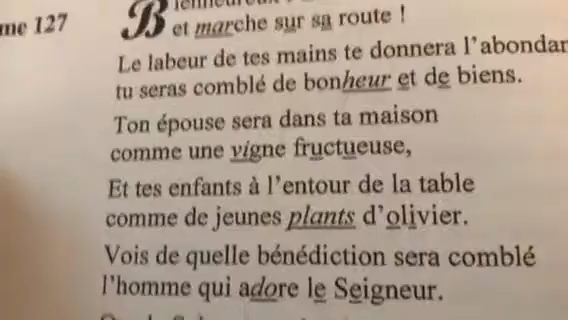 127
et marche sur sa route !
Le labeur de tes mains te donnera
tu seras comblé de bonheur et de biens.
Ton épouse sera dans ta maison
comme une vigne fructueuse,
Et tes enfants à l'entour de la table
comme de jeunes plants d'olivier.
Vois de quelle bénédiction sera comblé
l'homme qui adore le Seigneur.